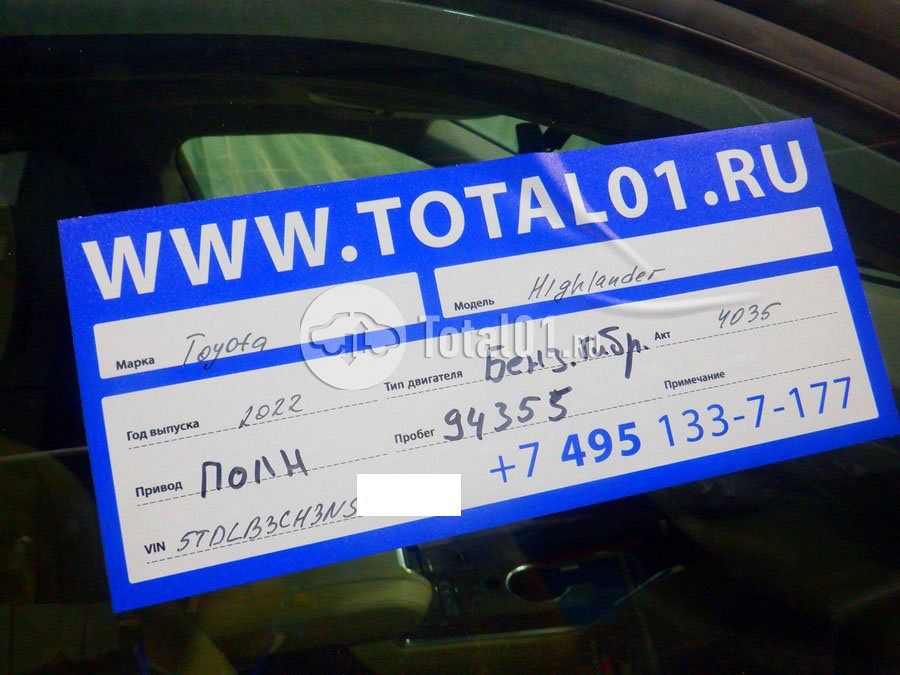 WWW.TOTAL01.RU
Марка Toyota Модель Highlander
Год выпуска 2022 Тип двигателя Бенз.гибр. Акт 4035
Привод Полн Пробег 94355 Примечание
VIN 5TDLB3CH3NS +7 495 133-7-177
Total01.ru